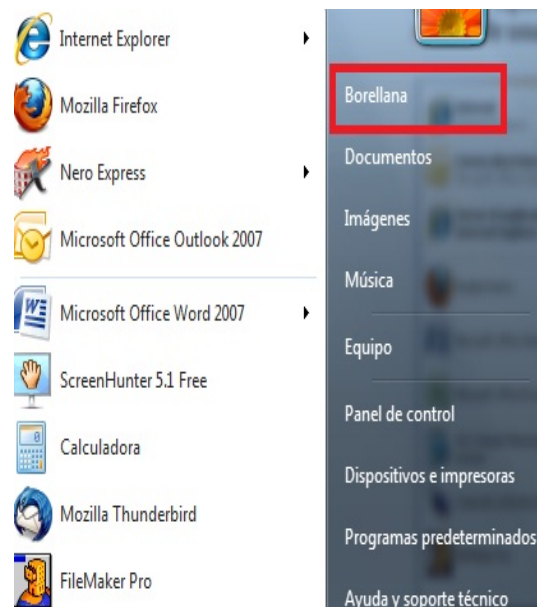 Internet Explorer
Mozilla Firefox
Nero Express
Microsoft Office Outlook 2007
Microsoft Office Word 2007
ScreenHunter 5.1 Free
Calculadora
Mozilla Thunderbird
FileMaker Pro
Borellana
Documentos
Imágenes
Música
Equipo
Panel de control
Dispositivos e impresoras
Programas predeterminados
Ayuda y soporte técnico